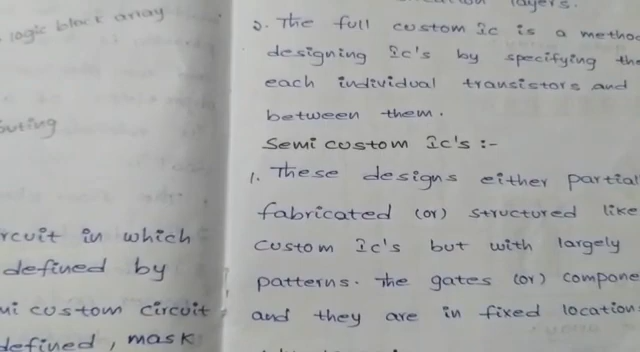 logic block array
outing
rcuit in which
defined by
mi custom circuit
defined, mask
layers.
2. The full custom Ic is a metho
designing Ic's by specifying the
each individual transistors and
between them.
Semi custom Ic's :-
1. These designs either partial
fabricated (or) structured like
custom Ic's but with largely
patterns. The gates (or) compone
and they are in fixed location